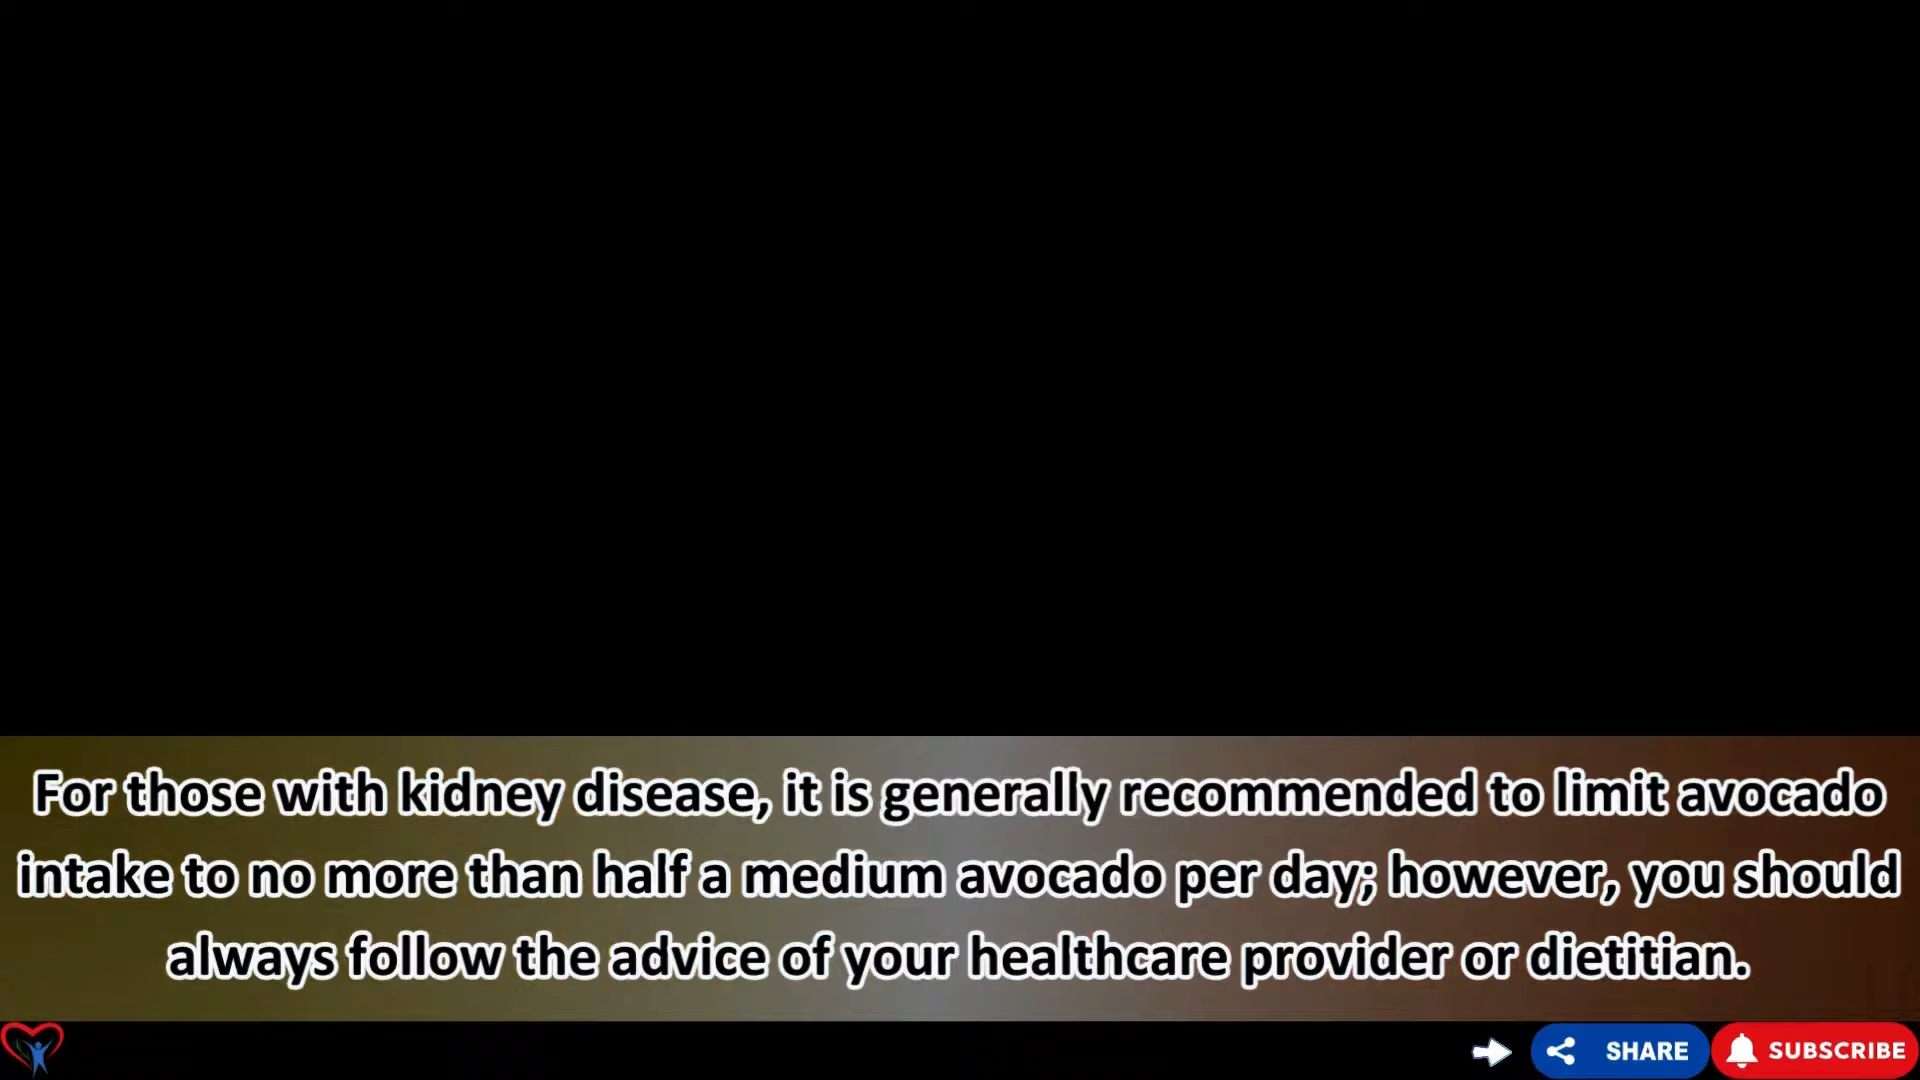 For those with kidney disease, it is generally recommended to limit avocado
intake to no more than half a medium avocado per day; however, you should
always follow the advice of your healthcare provider or dietitian.
SHARE
SUBSCRIBE